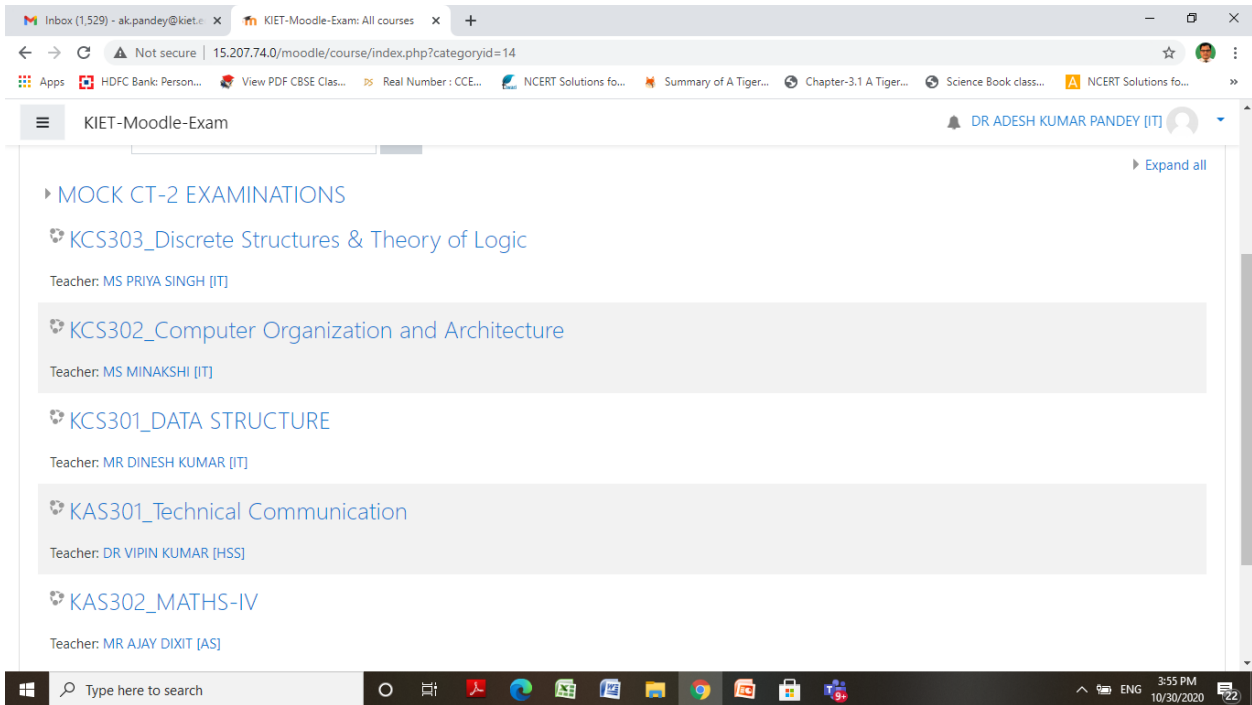 Inbox (1,529) - ak.pandey@kiet.e
KIET-Moodle-Exam: All courses
Not secure | 15.207.74.0/moodle/course/index.php?categoryid=14
Apps HDFC Bank: Person... View PDF CBSE Clas... Real Number : CCE... NCERT Solutions fo... Summary of A Tiger... Chapter-3.1 A Tiger... Science Book class... NCERT Solutions fo... »
KIET-Moodle-Exam
DR ADESH KUMAR PANDEY [IT]
Expand all
MOCK CT-2 EXAMINATIONS
KCS303_Discrete Structures & Theory of Logic
Teacher: MS PRIYA SINGH [IT]
KCS302_Computer Organization and Architecture
Teacher: MS MINAKSHI [IT]
KCS301_DATA STRUCTURE
Teacher: MR DINESH KUMAR [IT]
KAS301_Technical Communication
Teacher: DR VIPIN KUMAR [HSS]
KAS302_MATHS-IV
Teacher: MR AJAY DIXIT [AS]
Type here to search
9+
ENG
3:55 PM
10/30/2020
22